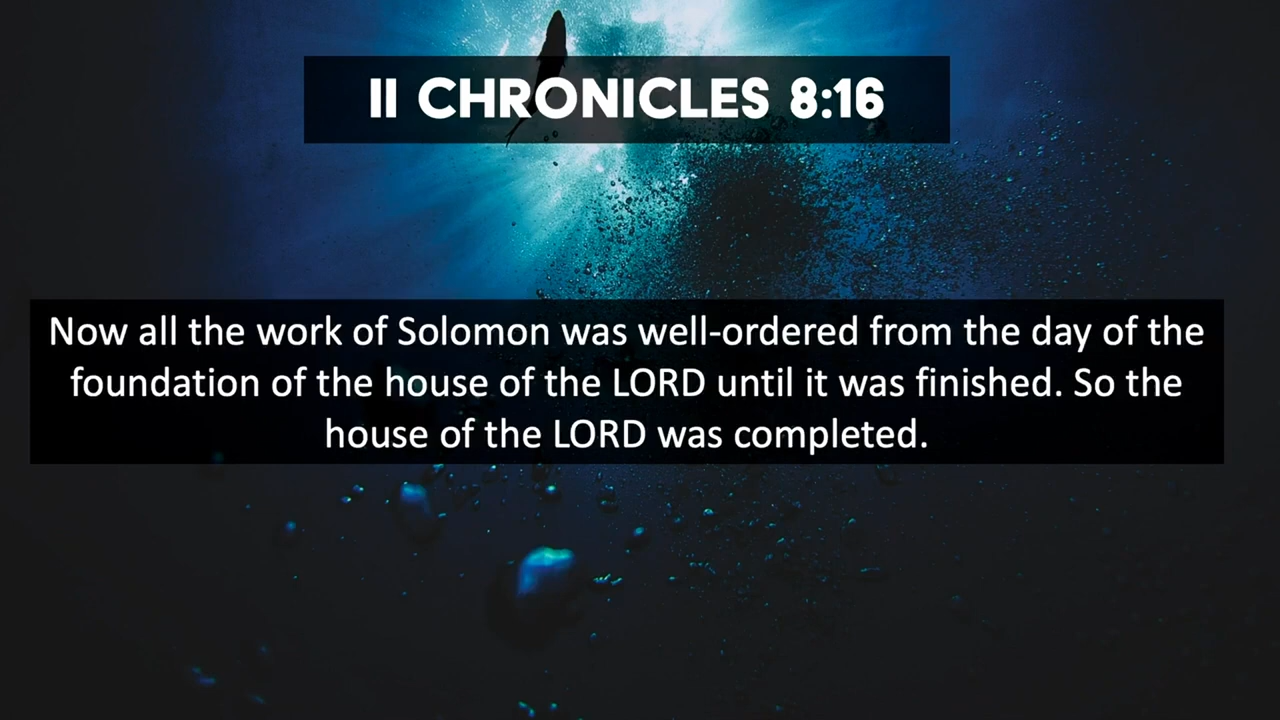 II CHRONICLES 8:16
Now all the work of Solomon was well-ordered from the day of the
foundation of the house of the LORD until it was finished. So the
house of the LORD was completed.